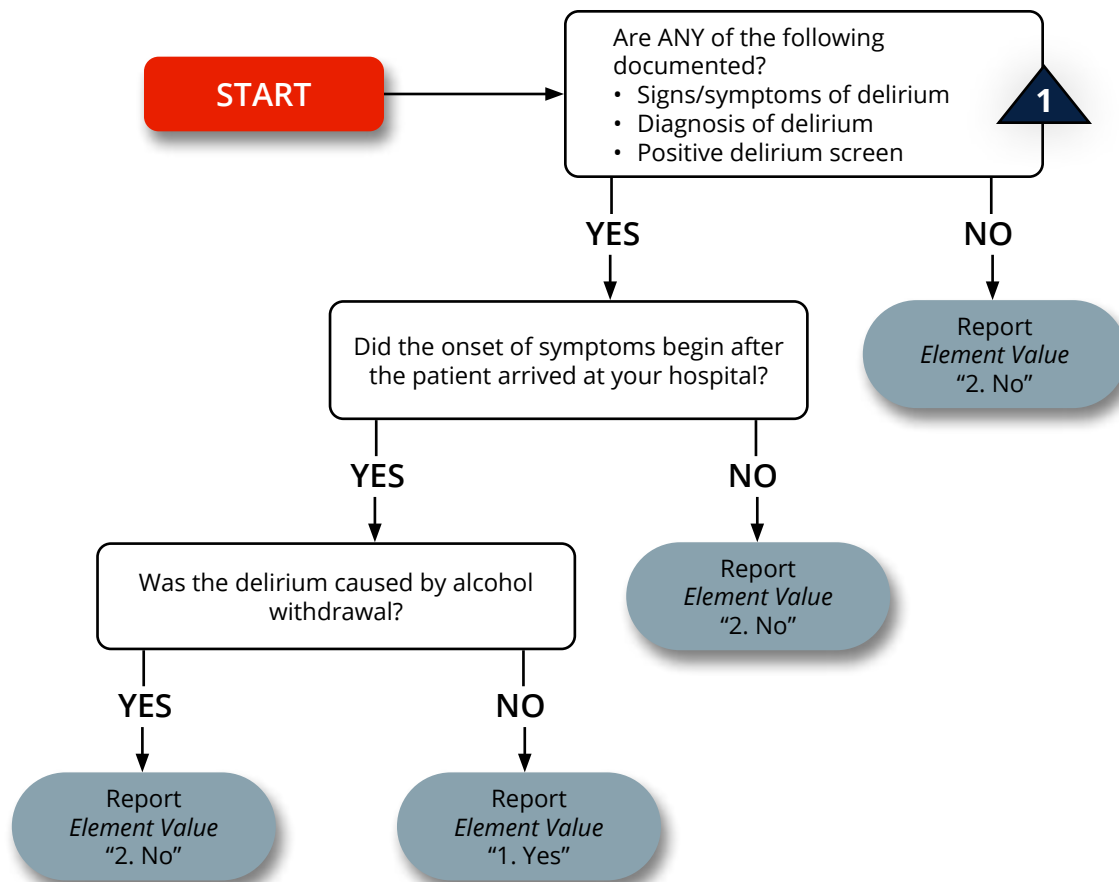 START
Are ANY of the following
documented?
• Signs/symptoms of delirium
• Diagnosis of delirium
• Positive delirium screen
1
YES
NO
Did the onset of symptoms begin after
the patient arrived at your hospital?
Report
Element Value
“2. No”
YES
NO
Was the delirium caused by alcohol
withdrawal?
Report
Element Value
“2. No”
YES
NO
Report
Element Value
“2. No”
Report
Element Value
“1. Yes”